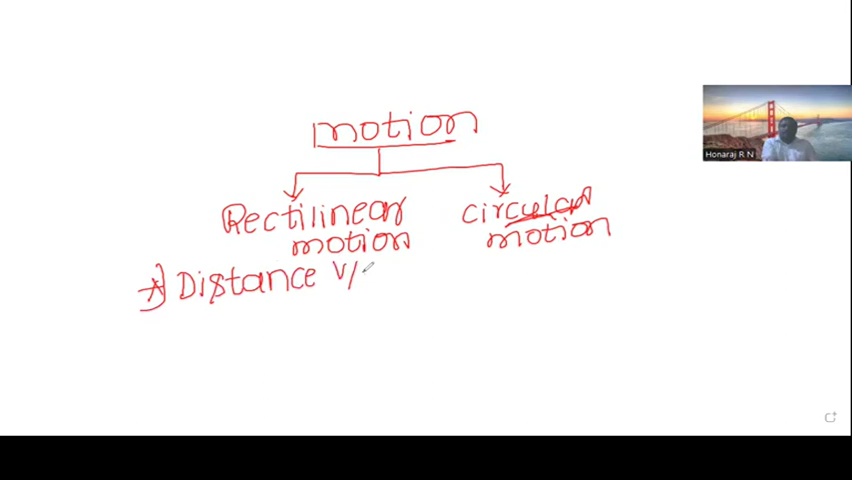 motion
Rectilinear
motion
circular
motion
*) Distance v/
Honaraj R N